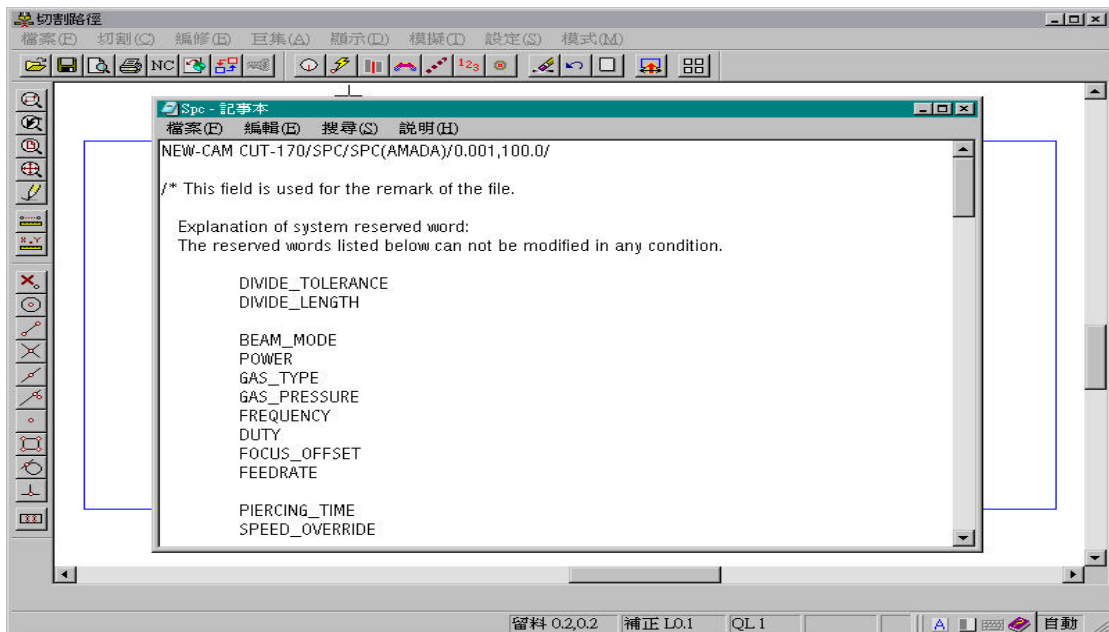 切割路徑
檔案(F) 切割(C) 編修(E) 巨集(A) 顯示(D) 模擬(T) 設定(S) 模式(M)
NC 123
Spc - 記事本
檔案(F) 編輯(E) 搜尋(S) 説明(H)
NEW-CAM CUT-170/SPC/SPC(AMADA)/0.001,100.0/
/* This field is used for the remark of the file.
Explanation of system reserved word:
The reserved words listed below can not be modified in any condition.
DIVIDE_TOLERANCE
DIVIDE_LENGTH
BEAM_MODE
POWER
GAS_TYPE
GAS_PRESSURE
FREQUENCY
DUTY
FOCUS_OFFSET
FEEDRATE
PIERCING_TIME
SPEED_OVERRIDE
留料 0.2,0.2 補正 L0.1 QL 1 A 自動